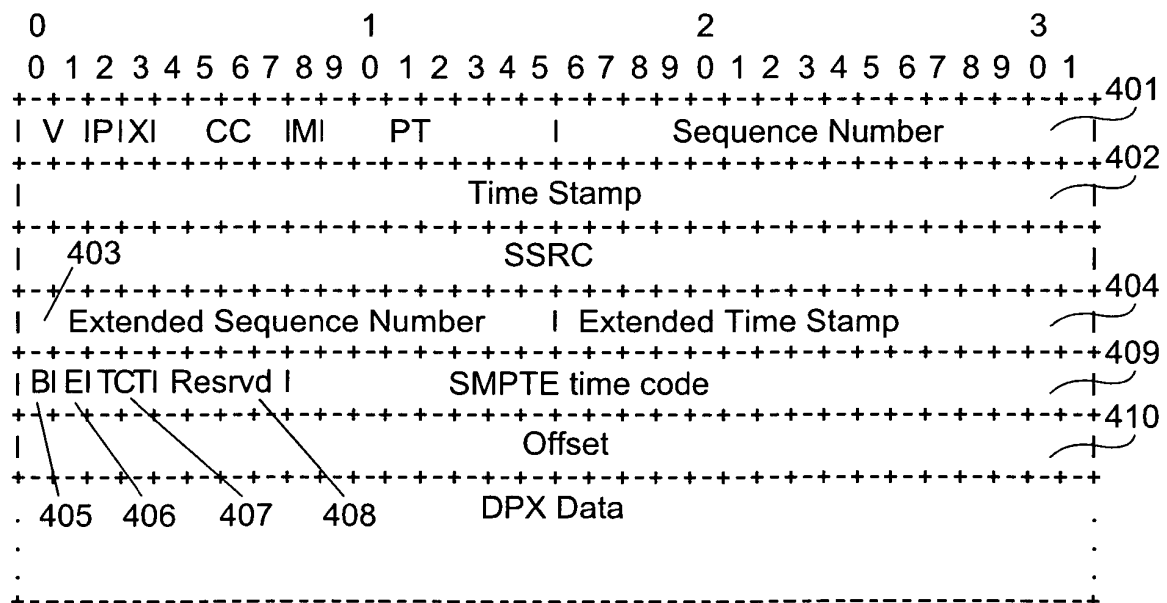 0 1 2 3
0 1 2 3 4 5 6 7 8 9 0 1 2 3 4 5 6 7 8 9 0 1 2 3 4 5 6 7 8 9 0 1
+-+-+-+-+-+-+-+-+-+-+-+-+-+-+-+-+-+-+-+-+-+-+-+-+-+-+-+-+-+-+-+-+ 401
| V |P|X| CC |M| PT | Sequence Number |
+-+-+-+-+-+-+-+-+-+-+-+-+-+-+-+-+-+-+-+-+-+-+-+-+-+-+-+-+-+-+-+-+ 402
| Time Stamp |
+-+-+-+-+-+-+-+-+-+-+-+-+-+-+-+-+-+-+-+-+-+-+-+-+-+-+-+-+-+-+-+-+
| 403 SSRC |
+-+-+-+-+-+-+-+-+-+-+-+-+-+-+-+-+-+-+-+-+-+-+-+-+-+-+-+-+-+-+-+-+ 404
| Extended Sequence Number | Extended Time Stamp |
+-+-+-+-+-+-+-+-+-+-+-+-+-+-+-+-+-+-+-+-+-+-+-+-+-+-+-+-+-+-+-+-+ 409
| B| E| TCT| Resrvd | SMPTE time code |
+-+-+-+-+-+-+-+-+-+-+-+-+-+-+-+-+-+-+-+-+-+-+-+-+-+-+-+-+-+-+-+-+ 410
| Offset |
+-+-+-+-+-+-+-+-+-+-+-+-+-+-+-+-+-+-+-+-+-+-+-+-+-+-+-+-+-+-+-+-+
405 406 407 408 DPX Data
. .
. .
. .
+---------------------------------------------------------------+